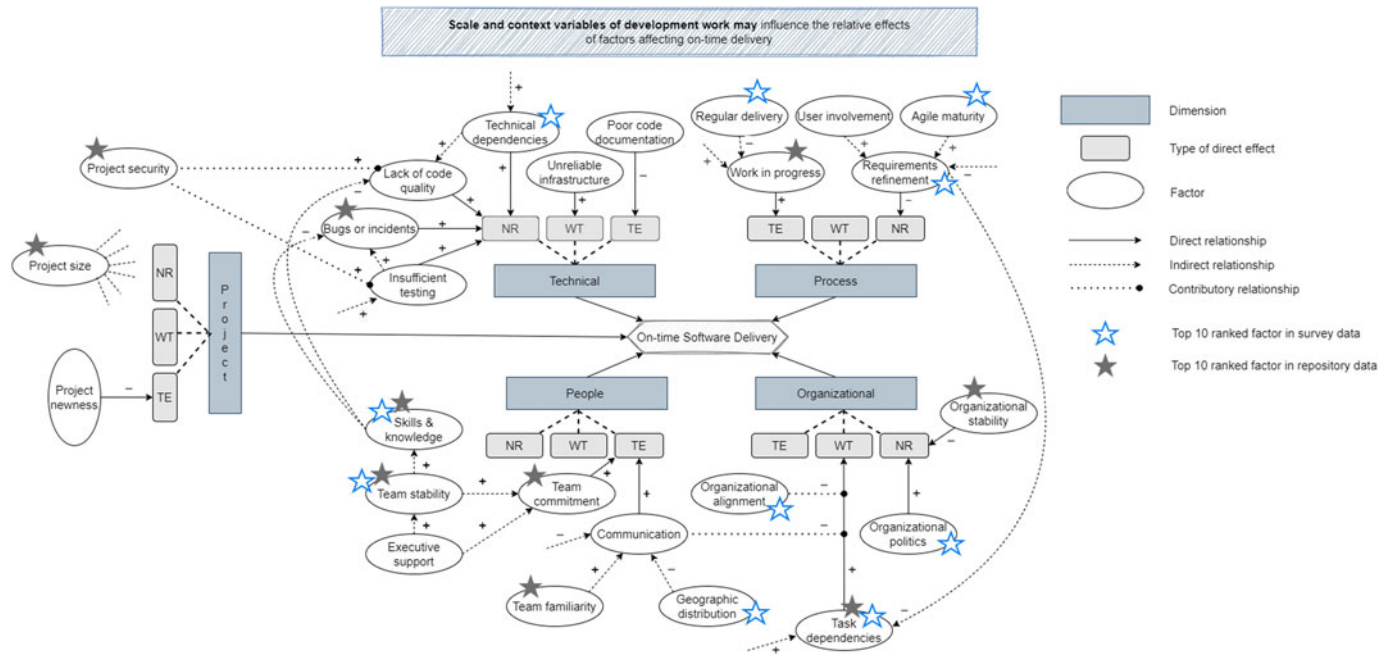 Scale and context variables of development work may influence the relative effects
of factors affecting on-time delivery
+
Technical
dependencies
Poor code
documentation
Regular delivery
User involvement
Agile maturity
Dimension
Project security
+
+
Lack of code
quality
–
+
Unreliable
infrastructure
–
+
–
Work in progress
+
+
Requirements
refinement
–
Type of direct effect
Factor
+
+
+
–
Bugs or incidents
+
NR
WT
TE
TE
WT
NR
Direct relationship
Indirect relationship
Contributory relationship
Project size
NR
WT
TE
Project
+
+
+
Insufficient
testing
+
Technical
Process
On-time Software Delivery
Top 10 ranked factor in survey data
Top 10 ranked factor in repository data
Project
newness
–
People
Organizational
Skills &
knowledge
NR
WT
TE
TE
WT
NR
Organizational
stability
–
+
Team stability
+
Team
commitment
+
+
Organizational
alignment
–
+
+
Executive
support
+
–
Communication
–
Organizational
politics
+
–
+
Team familiarity
Geographic
distribution
Task
dependencies
–
+